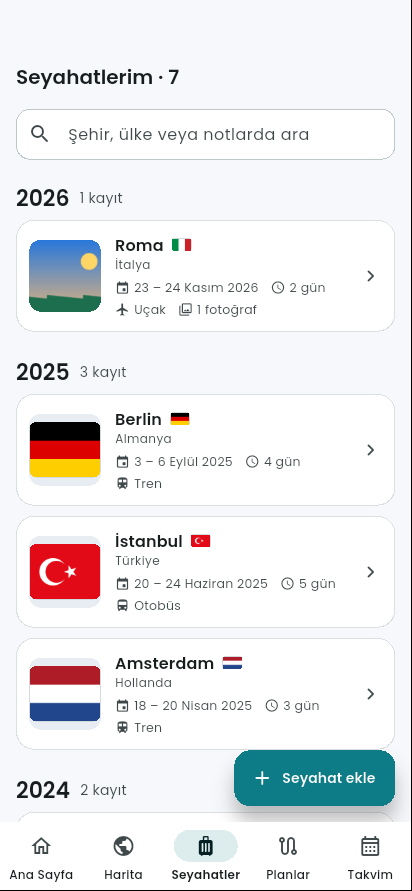 Seyahatlerim · 7
Şehir, ülke veya notlarda ara
2026 1 kayıt
Roma
İtalya
23 – 24 Kasım 2026 2 gün
Uçak 1 fotoğraf
2025 3 kayıt
Berlin
Almanya
3 – 6 Eylül 2025 4 gün
Tren
İstanbul
Türkiye
20 – 24 Haziran 2025 5 gün
Otobüs
Amsterdam
Hollanda
18 – 20 Nisan 2025 3 gün
Tren
+ Seyahat ekle
2024 2 kayıt
Ana Sayfa Harita Seyahatler Planlar Takvim